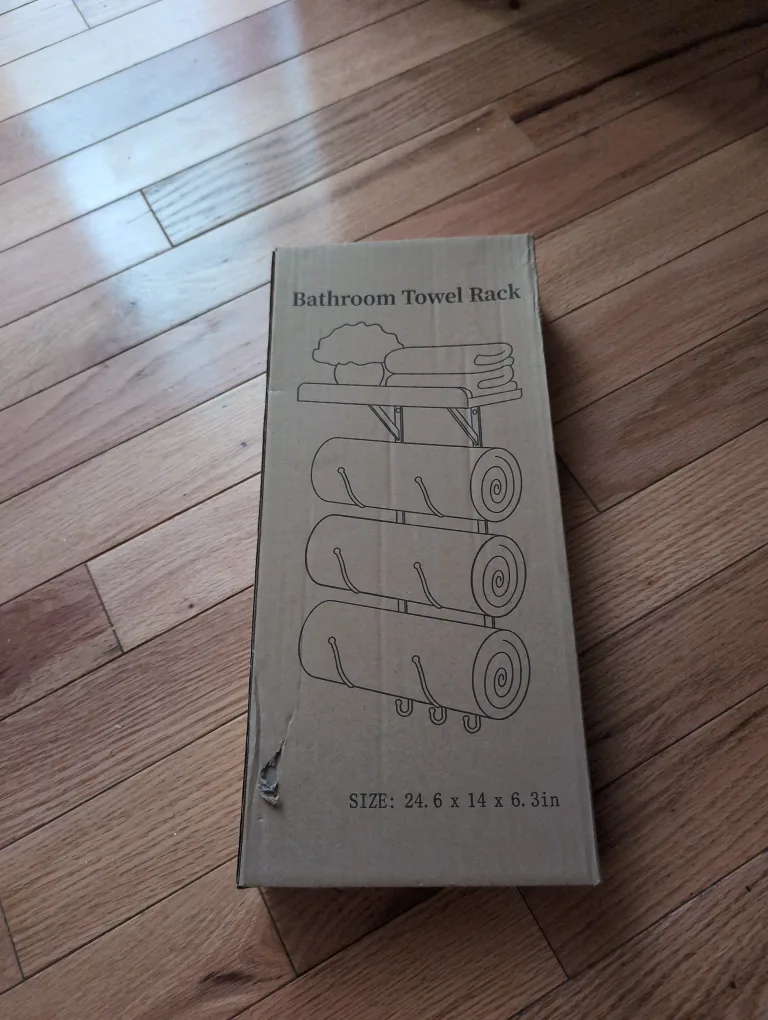 Bathroom Towel Rack
SIZE: 24.6 x 14 x 6.3in